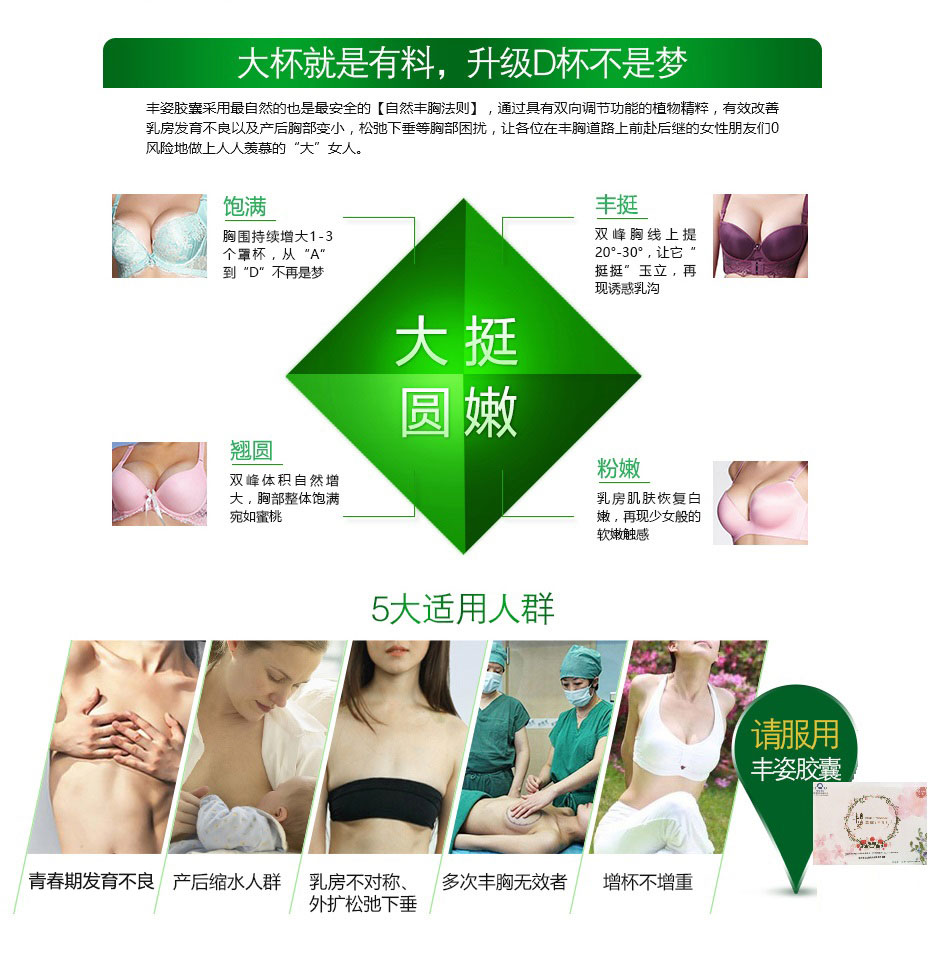 大杯就是有料，升级D杯不是梦
丰姿胶囊采用最自然的也是最安全的【自然丰胸法则】，通过具有双向调节功能的植物精粹，有效改善
乳房发育不良以及产后胸部变小，松弛下垂等胸部困扰，让各位在丰胸道路上前赴后继的女性朋友们0
风险地做上人人羡慕的“大”女人。
饱满
胸围持续增大1-3
个罩杯，从“A”
到“D”不再是梦
丰挺
双峰胸线上提
20°-30°，让它“
挺挺”玉立，再
现诱惑乳沟
大挺
圆嫩
翘圆
双峰体积自然增
大，胸部整体饱满
宛如蜜桃
粉嫩
乳房肌肤恢复白
嫩，再现少女般的
软嫩触感
5大适用人群
请服用
丰姿胶囊
青春期发育不良
产后缩水人群
乳房不对称、
外扩松弛下垂
多次丰胸无效者
增杯不增重